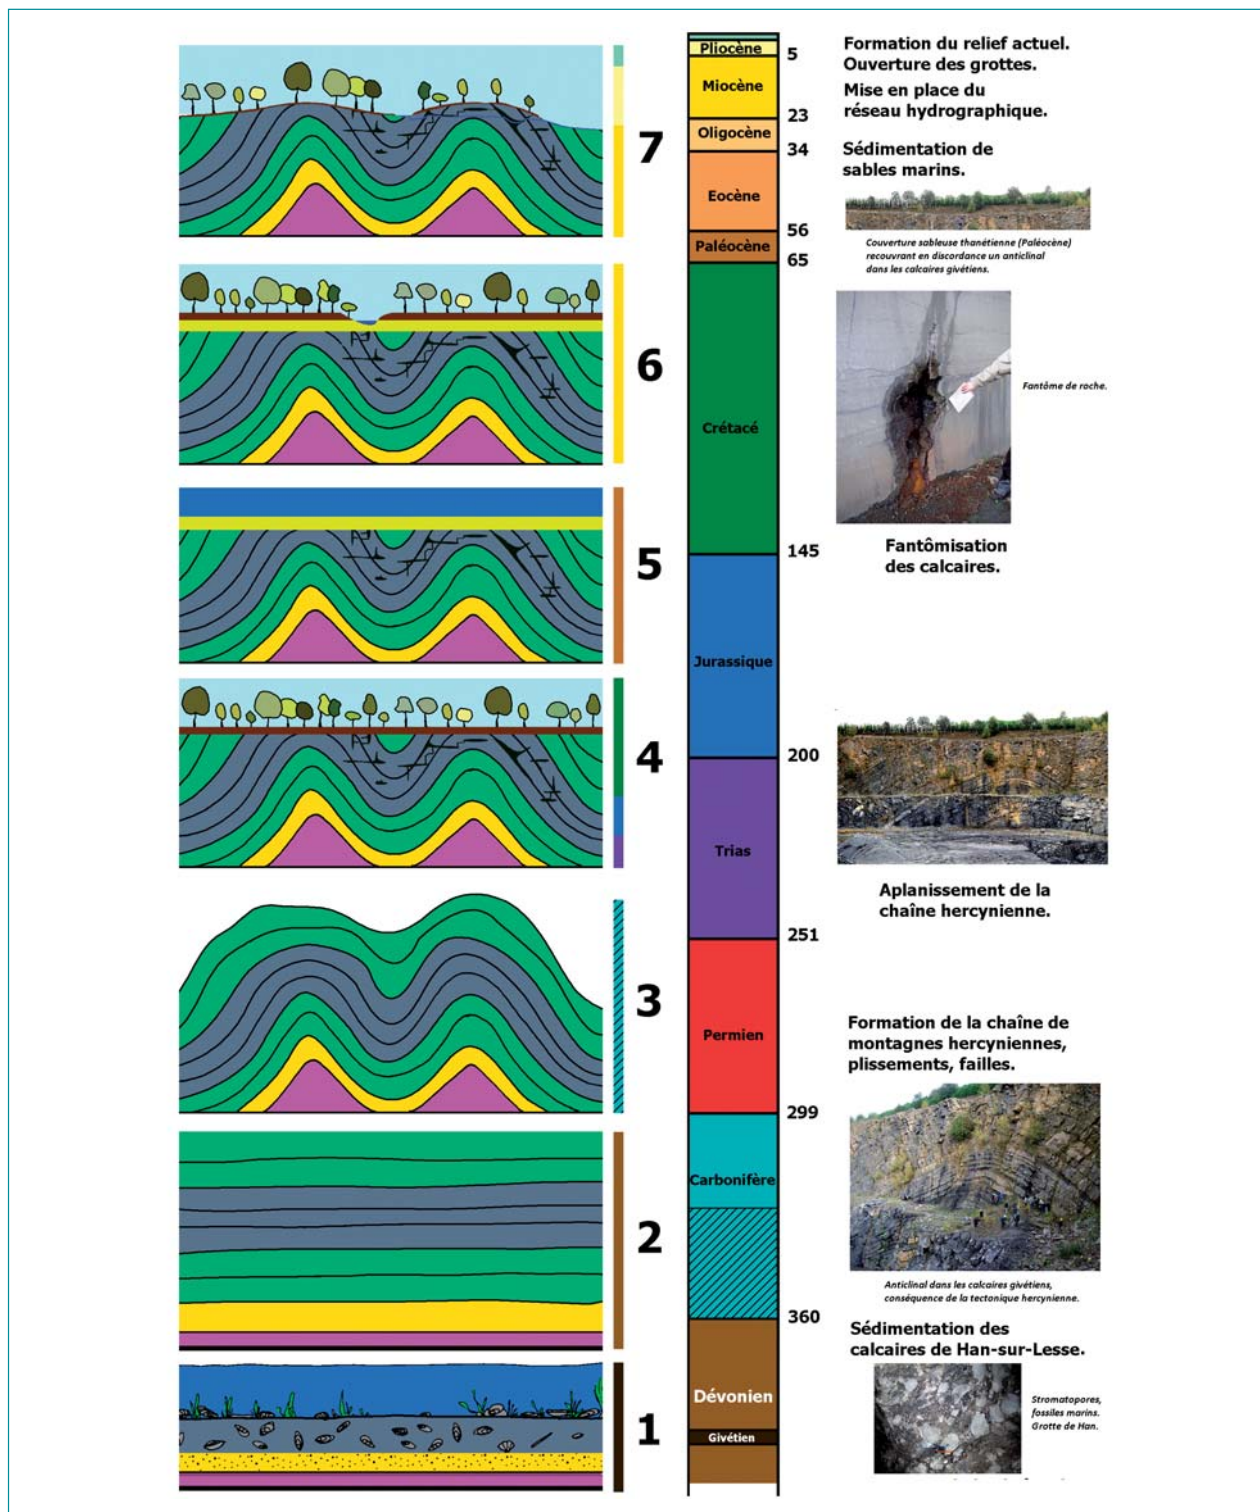 7
6
5
4
3
2
1
Pliocène
5
Miocène
23
Oligocène
34
Eocène
56
Paléocène
65
Crétacé
145
Jurassique
200
Trias
251
Permien
299
Carbonifère
360
Dévonien
Givétien
Formation du relief actuel.
Ouverture des grottes.
Mise en place du
réseau hydrographique.
Sédimentation de
sables marins.
Couverture sableuse thanétienne (Paléocène)
recouvrant en discordance un anticlinal
dans les calcaires givétiens.
Fantôme de roche.
Fantômisation
des calcaires.
Aplanissement de la
chaîne hercynienne.
Formation de la chaîne de
montagnes hercyniennes,
plissements, failles.
Anticlinal dans les calcaires givétiens,
conséquence de la tectonique hercynienne.
Sédimentation des
calcaires de Han-sur-Lesse.
Stromatopores,
fossiles marins.
Grotte de Han.